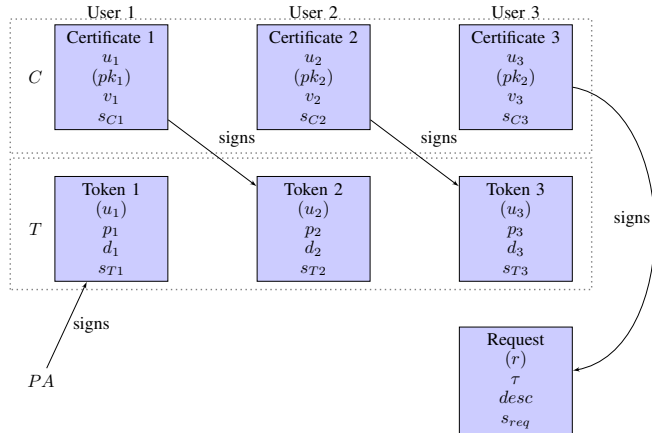 User 1 User 2 User 3
Certificate 1 Certificate 2 Certificate 3
u1 u2 u3
C (pk1) (pk2) (pk2)
v1 v2 v3
sC1 sC2 sC3
signs signs
Token 1 Token 2 Token 3
(u1) (u2) (u3)
signs
T p1 p2 p3
d1 d2 d3
sT1 sT2 sT3
signs
Request
(r)
PA τ
desc
sreq